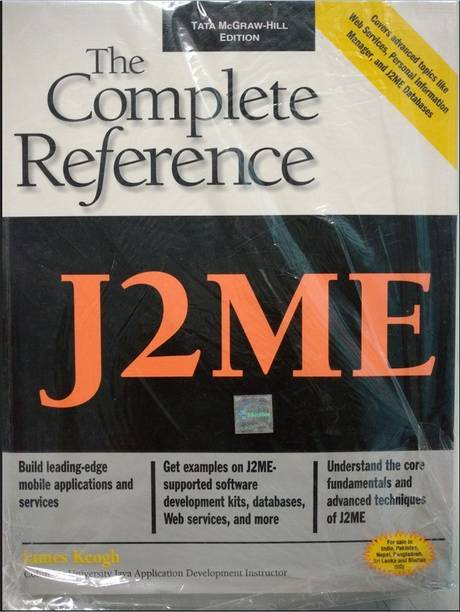 TATA McGRAW-HILL
EDITION
Covers advanced topics like
Web Services, Personal Information
Manager, and J2ME Databases
The
Complete
Reference
J2ME
Build leading-edge
mobile applications and
services
Get examples on J2ME-
supported software
development kits, databases,
Web services, and more
Understand the core
fundamentals and
advanced techniques
of J2ME
James Keogh
University Java Application Development Instructor
For sale in
India, Pakistan,
Nepal, Bangladesh,
Sri Lanka and Bhutan
only